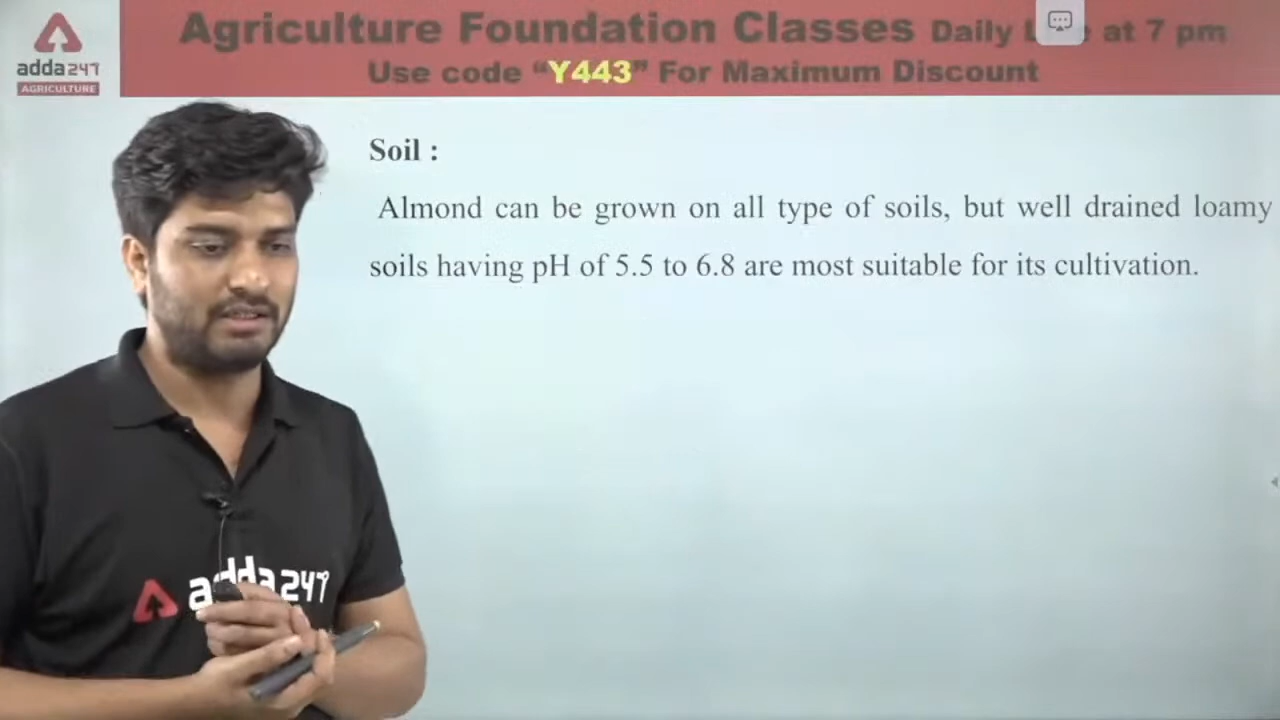 Agriculture Foundation Classes Daily at 7 pm
Use code “Y443” For Maximum Discount
adda247
AGRICULTURE
Soil :
Almond can be grown on all type of soils, but well drained loamy
soils having pH of 5.5 to 6.8 are most suitable for its cultivation.
adda247